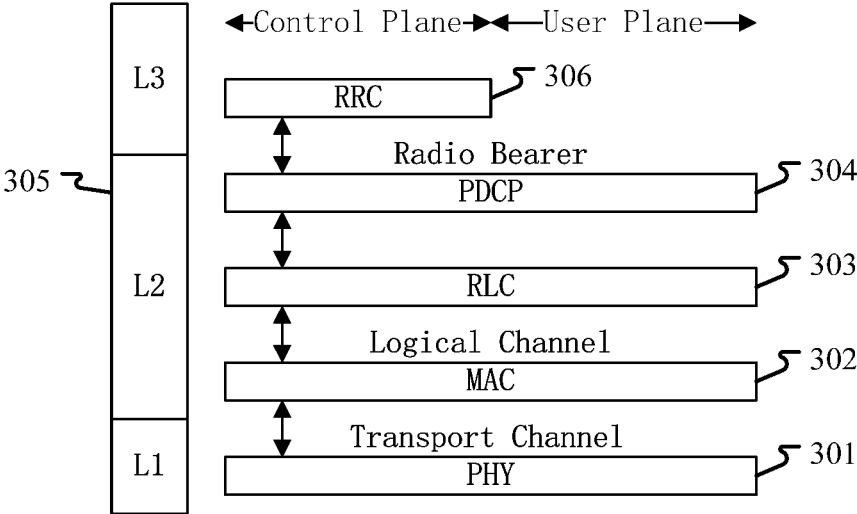 Control Plane User Plane
L3
RRC
306
Radio Bearer
305
PDCP
304
L2
RLC
303
Logical Channel
MAC
302
Transport Channel
L1
PHY
301